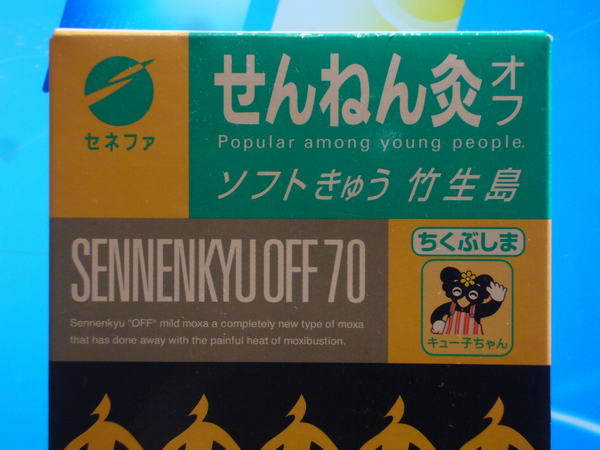 セネファ
せんねん灸オフ
Popular among young people.
ソフトきゅう 竹生島
SENNENKYU OFF 70
Sennenkyu "OFF" mild moxa a completely new type of moxa
that has done away with the painful heat of moxibustion.
ちくぶしま
キュー子ちゃん